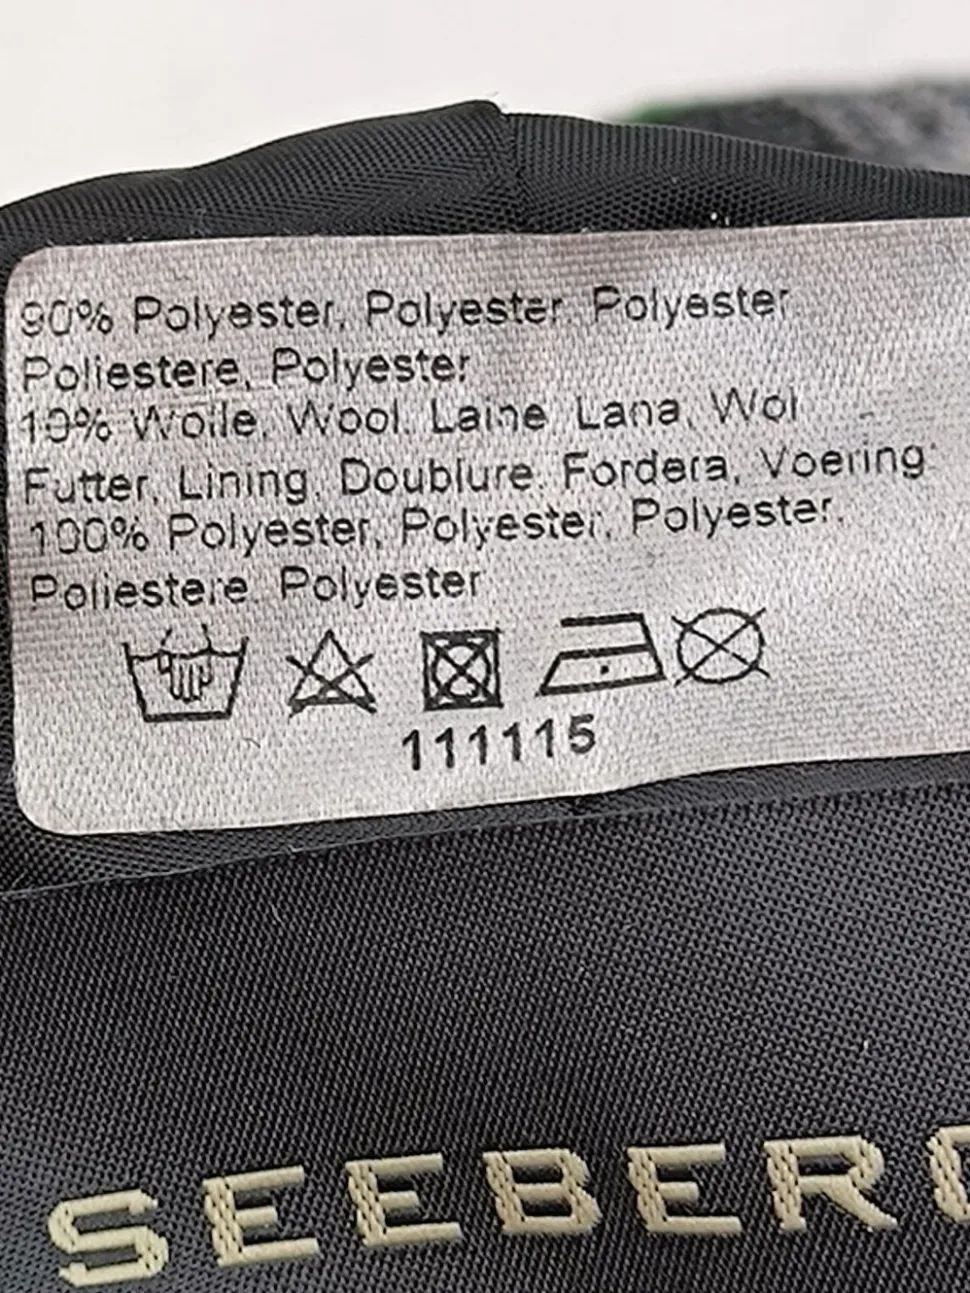 90% Polyester, Polyester, Polyester
Poliestere, Polyester
10% Wolle, Wool, Laine, Lana, Wol
Futter, Lining, Doublure, Fordera, Voering:
100% Polyester, Polyester, Polyester,
Poliestere, Polyester
111115
SEEBERG